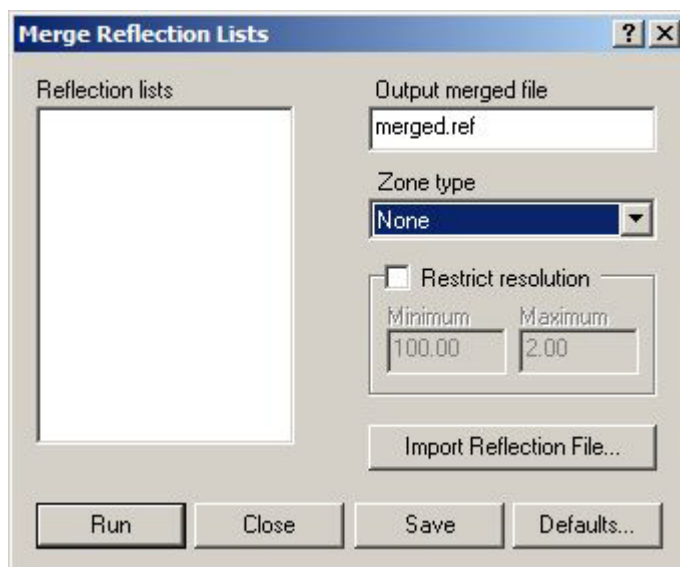 Merge Reflection Lists
Reflection lists
Output merged file
merged.ref
Zone type
None
Restrict resolution
Minimum Maximum
100.00 2.00
Import Reflection File...
Run Close Save Defaults...